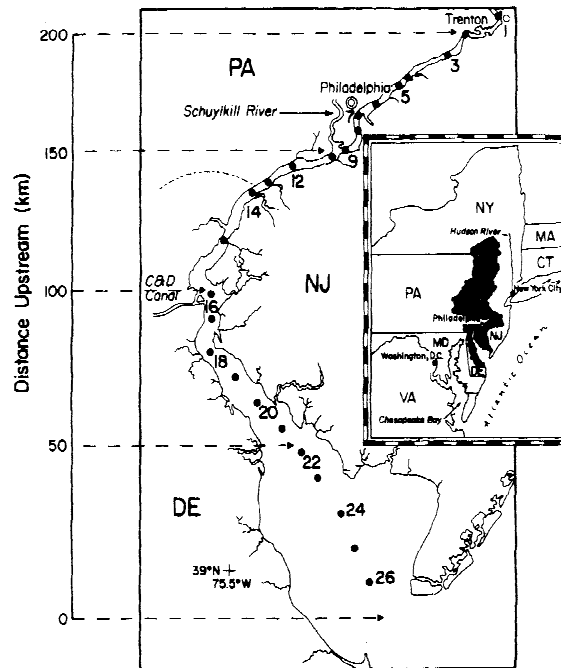 Distance Upstream (km)
200
150
100
50
0
Trenton
1
3
PA
Philadelphia
5
7
Schuylkill River
9
12
14
C&D
Canal
16
NJ
18
20
22
24
26
DE
39°N
75.5°W
NY
Hudson River
MA
CT
New York City
PA
Philadelphia
NJ
MD
Washington, D.C.
DE
VA
Chesapeake Bay
Atlantic Ocean